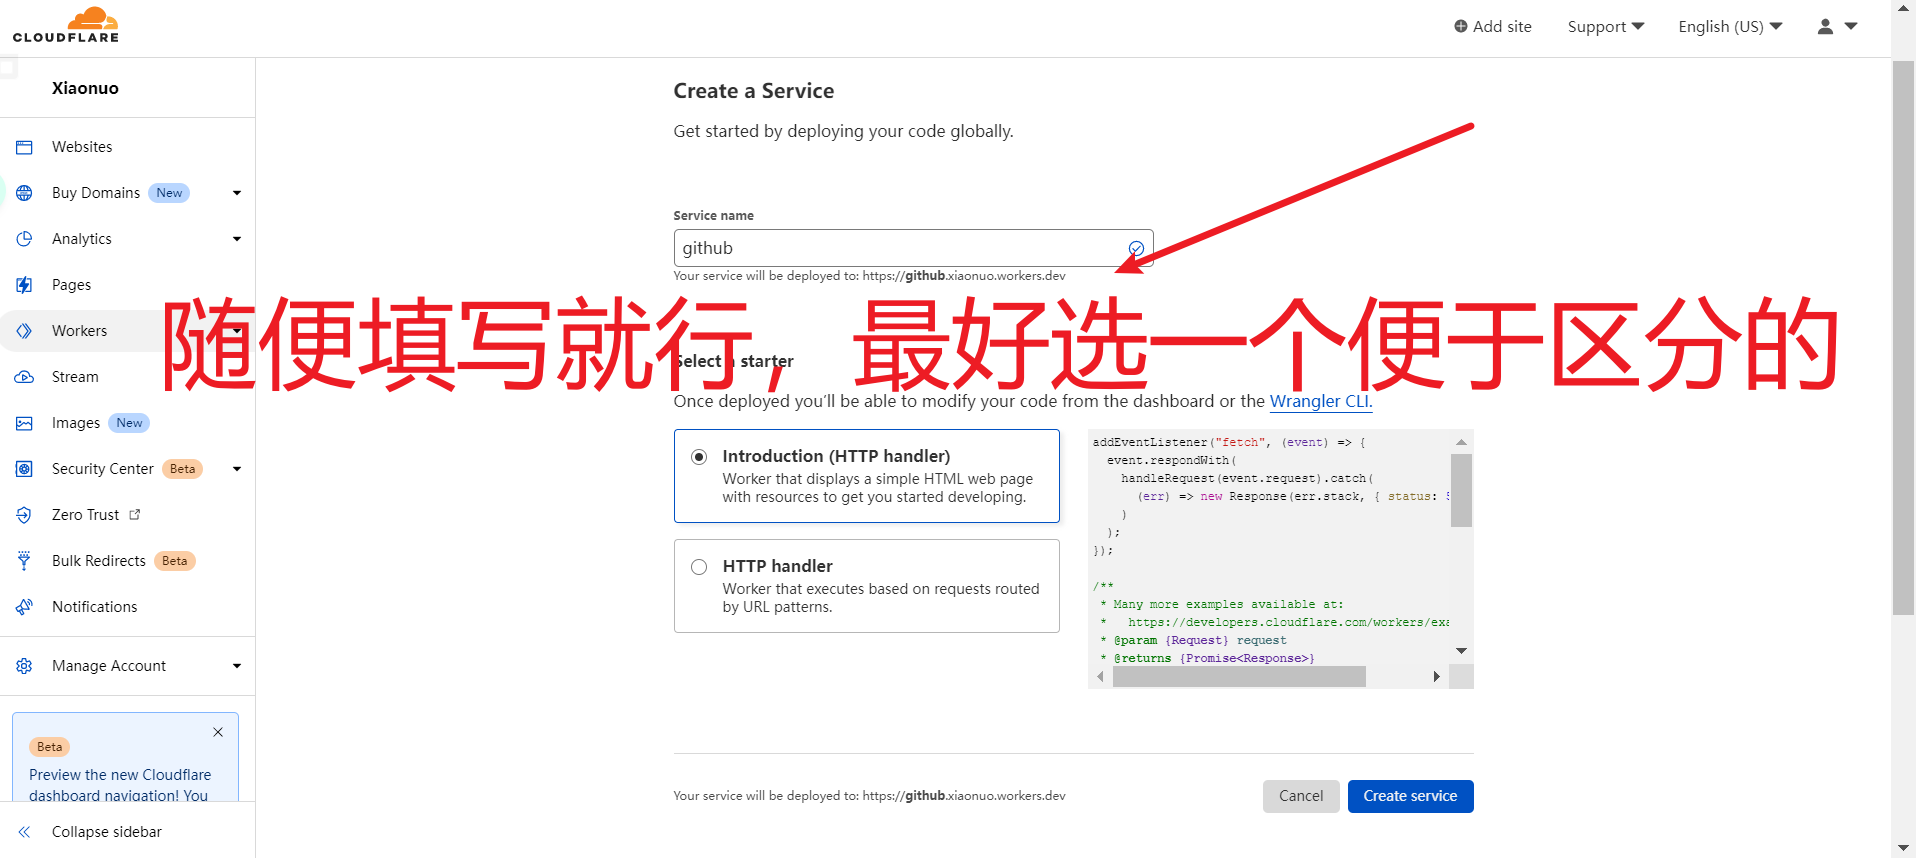 CLOUDFLARE
Add site
Support
English (US)
Xiaonuo
Websites
Buy Domains New
Analytics
Pages
Workers
Stream
Images New
Security Center Beta
Zero Trust
Bulk Redirects Beta
Notifications
Manage Account
Beta
Preview the new Cloudflare
dashboard navigation! You
Collapse sidebar
Create a Service
Get started by deploying your code globally.
Service name
github
Your service will be deployed to: https://github.xiaonuo.workers.dev
随便填写就行，最好选一个便于区分的
Select a starter
Once deployed you'll be able to modify your code from the dashboard or the Wrangler CLI.
Introduction (HTTP handler)
Worker that displays a simple HTML web page
with resources to get you started developing.
HTTP handler
Worker that executes based on requests routed
by URL patterns.
addEventListener("fetch", (event) => {
event.respondWith(
handleRequest(event.request).catch(
(err) => new Response(err.stack, { status: 5
)
);
});
/**
* Many more examples available at:
* https://developers.cloudflare.com/workers/exa
* @param {Request} request
* @returns {Promise<Response>}
Your service will be deployed to: https://github.xiaonuo.workers.dev
Cancel
Create service